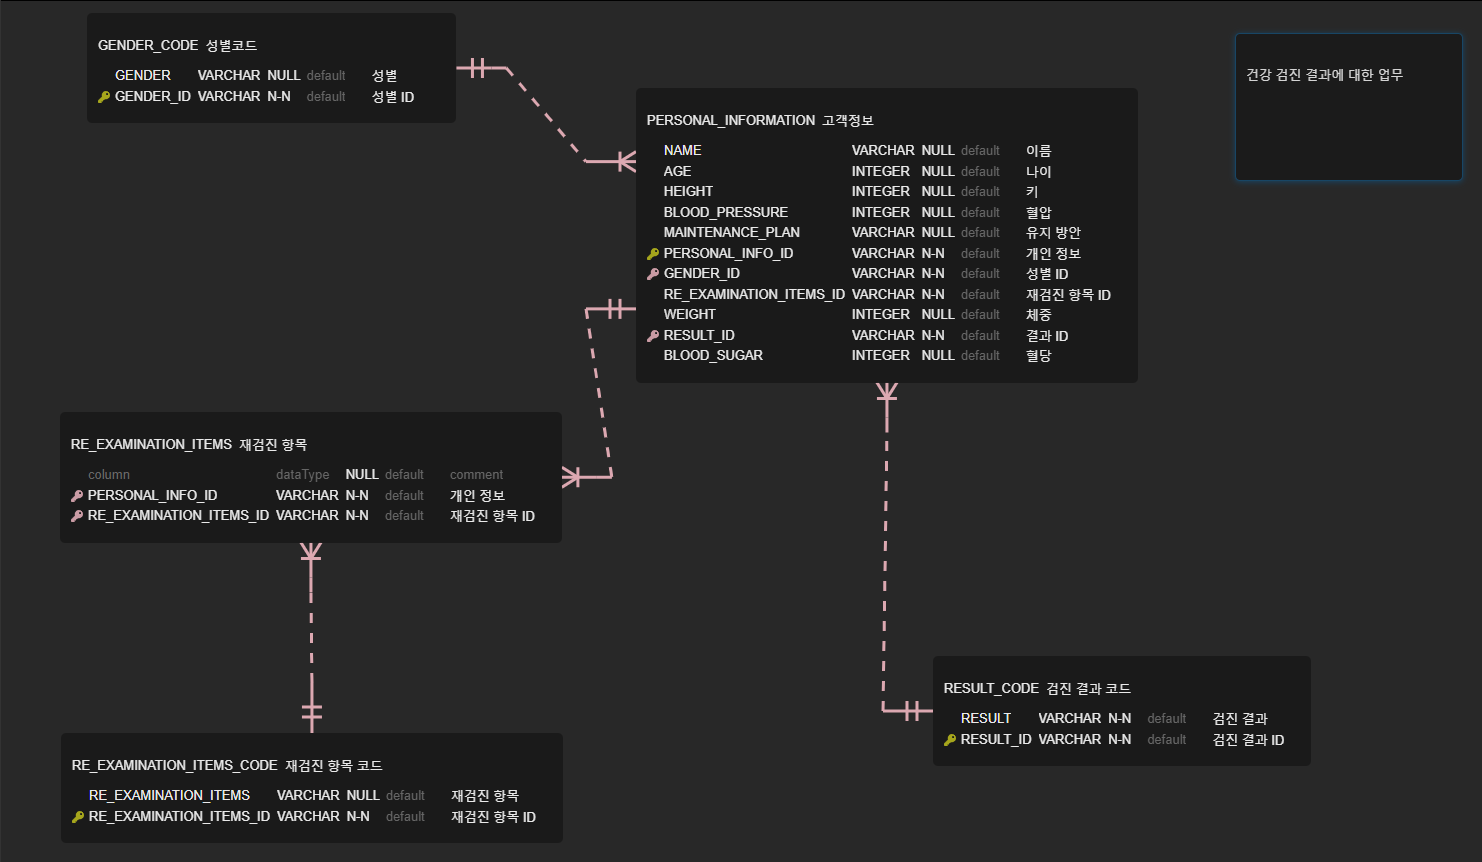 GENDER_CODE 성별코드
GENDER VARCHAR NULL default 성별
GENDER_ID VARCHAR N-N default 성별 ID
건강 검진 결과에 대한 업무
PERSONAL_INFORMATION 고객정보
NAME VARCHAR NULL default 이름
AGE INTEGER NULL default 나이
HEIGHT INTEGER NULL default 키
BLOOD_PRESSURE INTEGER NULL default 혈압
MAINTENANCE_PLAN VARCHAR NULL default 유지 방안
PERSONAL_INFO_ID VARCHAR N-N default 개인 정보
GENDER_ID VARCHAR N-N default 성별 ID
RE_EXAMINATION_ITEMS_ID VARCHAR N-N default 재검진 항목 ID
WEIGHT INTEGER NULL default 체중
RESULT_ID VARCHAR N-N default 결과 ID
BLOOD_SUGAR INTEGER NULL default 혈당
RE_EXAMINATION_ITEMS 재검진 항목
column dataType NULL default comment
PERSONAL_INFO_ID VARCHAR N-N default 개인 정보
RE_EXAMINATION_ITEMS_ID VARCHAR N-N default 재검진 항목 ID
RESULT_CODE 검진 결과 코드
RESULT VARCHAR N-N default 검진 결과
RESULT_ID VARCHAR N-N default 검진 결과 ID
RE_EXAMINATION_ITEMS_CODE 재검진 항목 코드
RE_EXAMINATION_ITEMS VARCHAR NULL default 재검진 항목
RE_EXAMINATION_ITEMS_ID VARCHAR N-N default 재검진 항목 ID